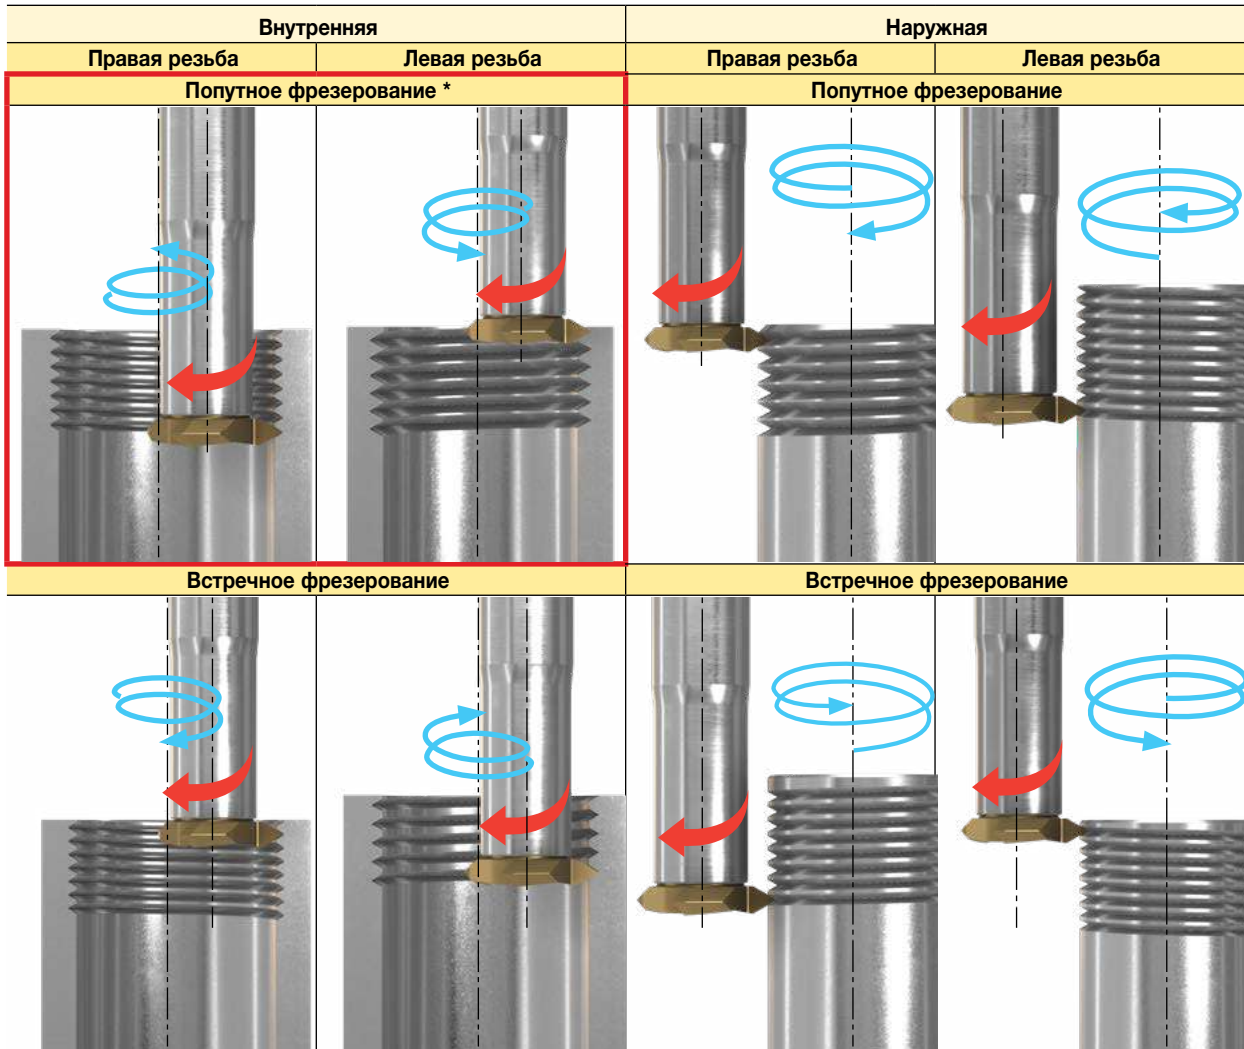 Внутренняя
Наружная
Правая резьба
Левая резьба
Правая резьба
Левая резьба
Попутное фрезерование *
Попутное фрезерование
Встречное фрезерование
Встречное фрезерование